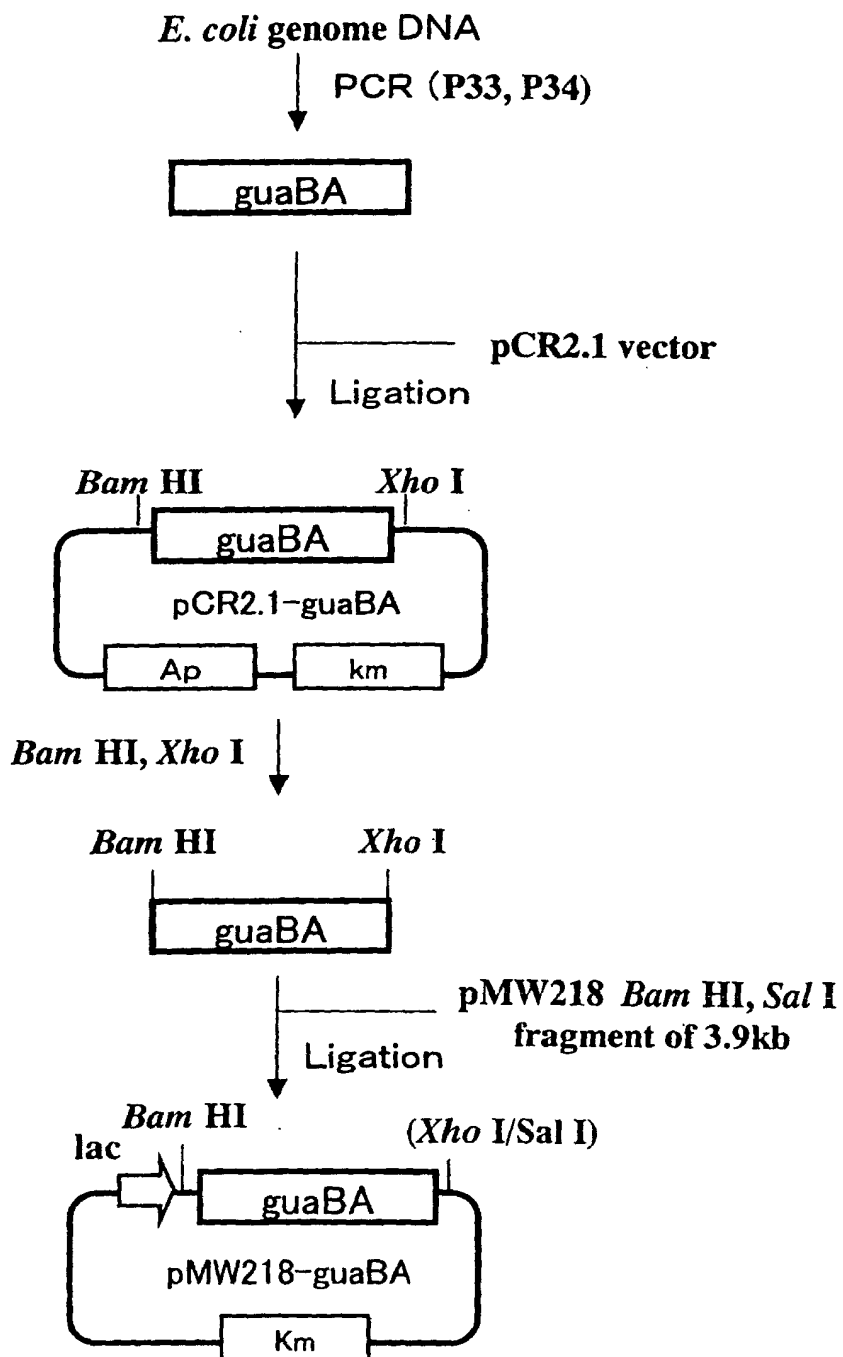 E. coli genome DNA
PCR (P33, P34)
guaBA
pCR2.1 vector
Ligation
Bam HI
Xho I
guaBA
pCR2.1-guaBA
Ap
km
Bam HI, Xho I
Bam HI
Xho I
guaBA
pMW218 Bam HI, Sal I
fragment of 3.9kb
Ligation
Bam HI
(Xho I/Sal I)
lac
guaBA
pMW218-guaBA
Km